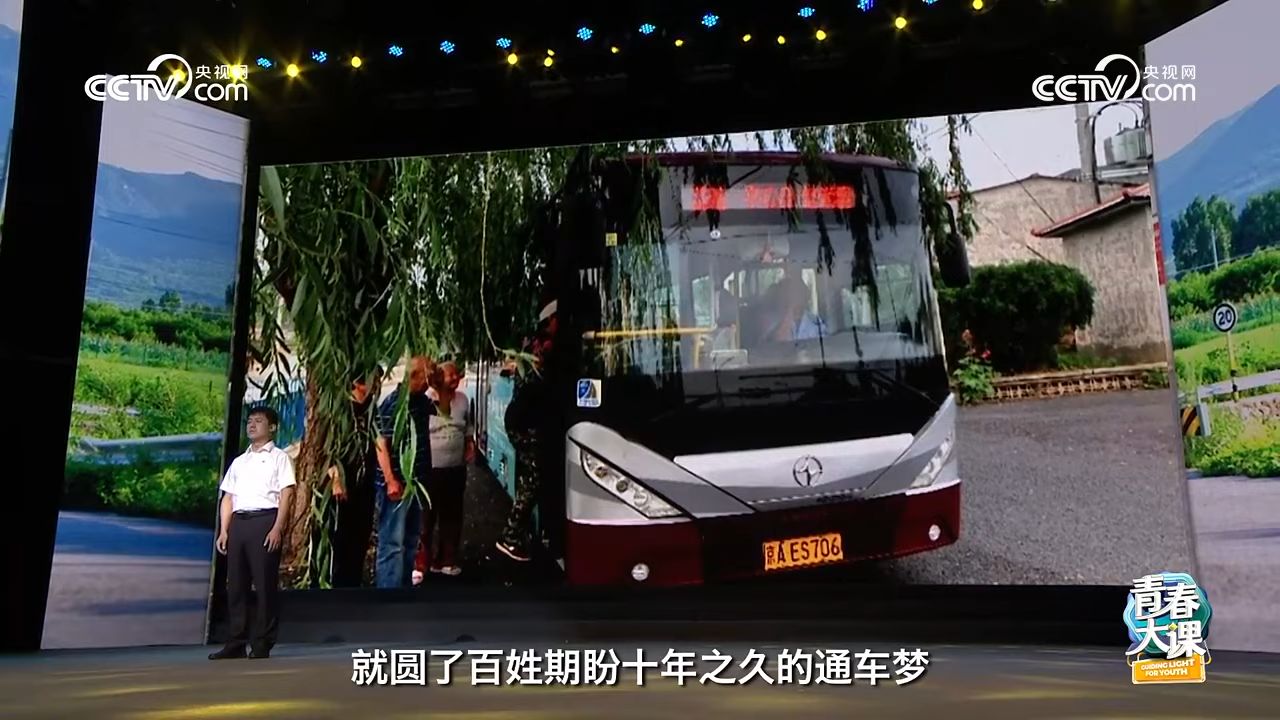 CCTV 央视网
com
CCTV 央视网
com
20
京A ES706
青春
大课
GUIDING LIGHT
FOR YOUTH
就圆了百姓期盼十年之久的通车梦